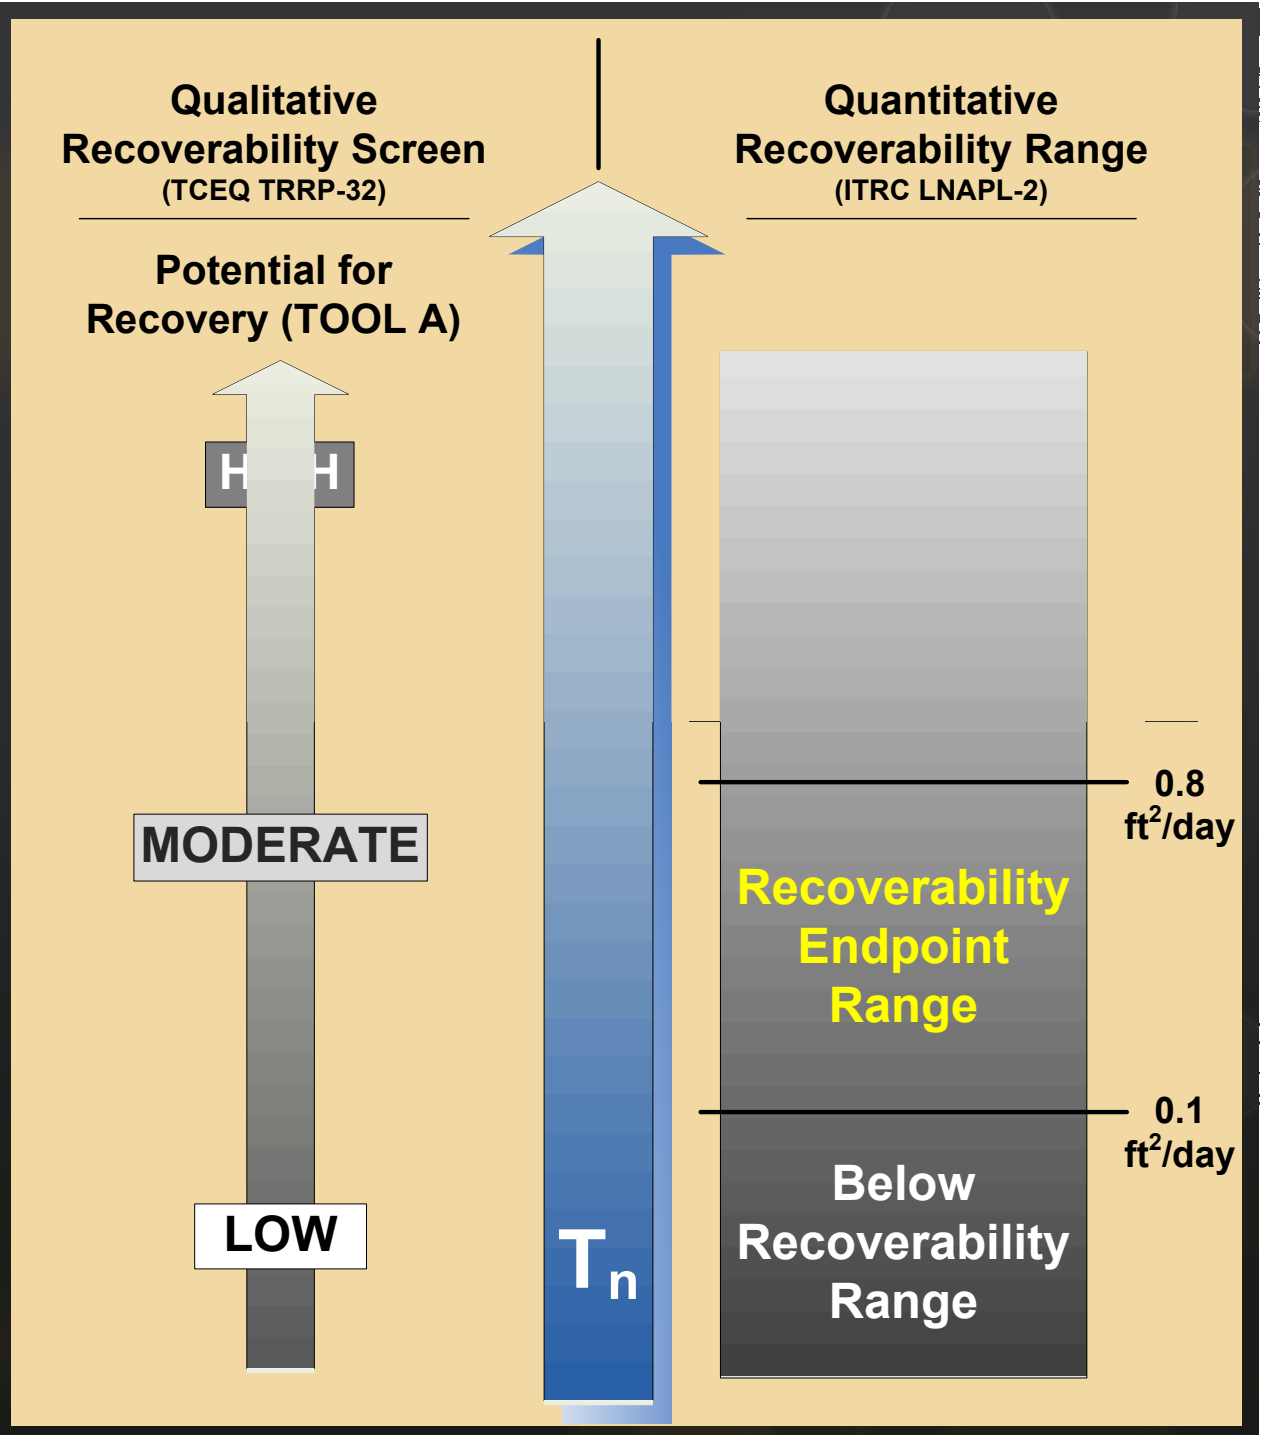 Qualitative
Recoverability Screen
(TCEQ TRRP-32)
Potential for
Recovery (TOOL A)
H H
MODERATE
LOW
T_n
Quantitative
Recoverability Range
(ITRC LNAPL-2)
0.8
ft²/day
Recoverability
Endpoint
Range
0.1
ft²/day
Below
Recoverability
Range